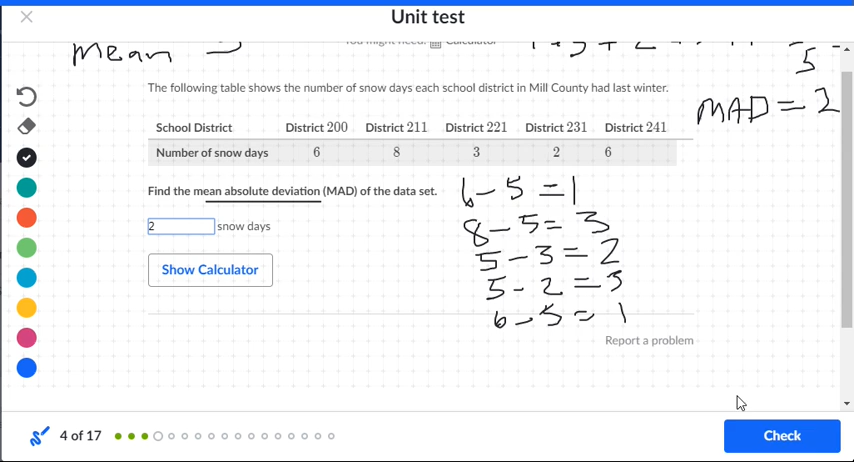 Unit test
mean 5
The following table shows the number of snow days each school district in Mill County had last winter.
MAD = 2
School District District 200 District 211 District 221 District 231 District 241
Number of snow days 6 8 3 2 6
Find the mean absolute deviation (MAD) of the data set.
6 - 5 = 1
2 snow days
8 - 5 = 3
5 - 3 = 2
Show Calculator
5 - 2 = 3
6 - 5 = 1
Report a problem
4 of 17
Check